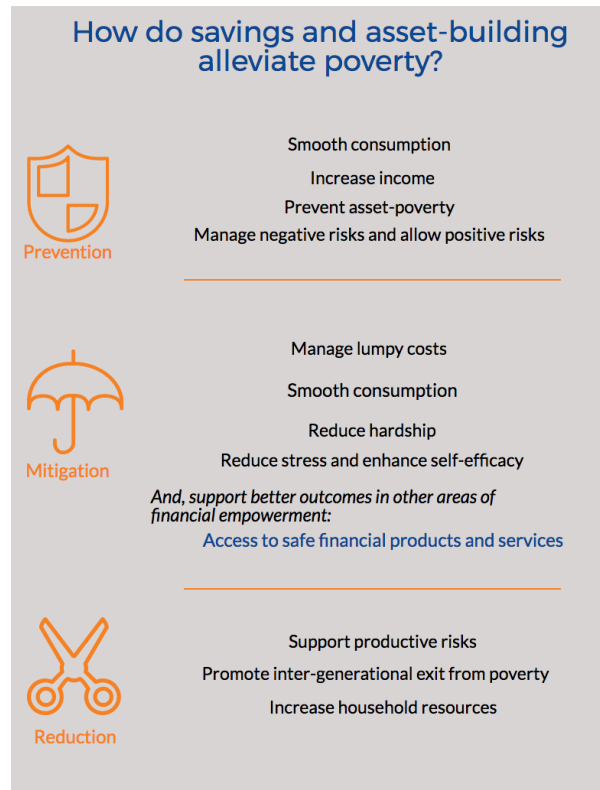 How do savings and asset-building
alleviate poverty?
Smooth consumption
Increase income
Prevent asset-poverty
Manage negative risks and allow positive risks
Prevention
Manage lumpy costs
Smooth consumption
Reduce hardship
Reduce stress and enhance self-efficacy
Mitigation
And, support better outcomes in other areas of
financial empowerment:
Access to safe financial products and services
Support productive risks
Promote inter-generational exit from poverty
Increase household resources
Reduction